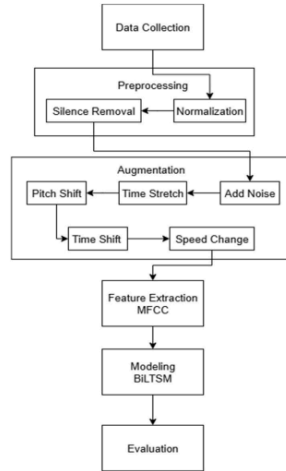 Data Collection
Preprocessing
Silence Removal
Normalization
Augmentation
Pitch Shift
Time Stretch
Add Noise
Time Shift
Speed Change
Feature Extraction
MFCC
Modeling
BiLTSM
Evaluation